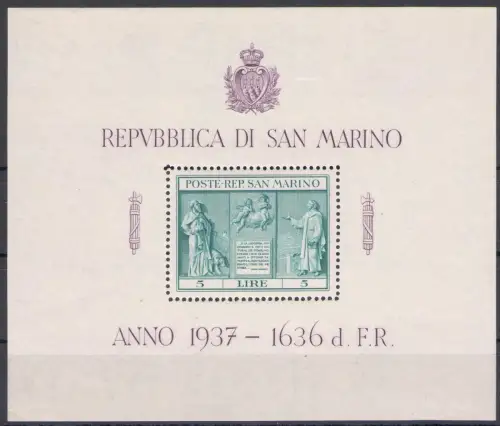 REPVBBLICA DI SAN MARINO
POSTE-REP. SAN MARINO
5 LIRE 5
ANNO 1937 - 1636 d. F.R.